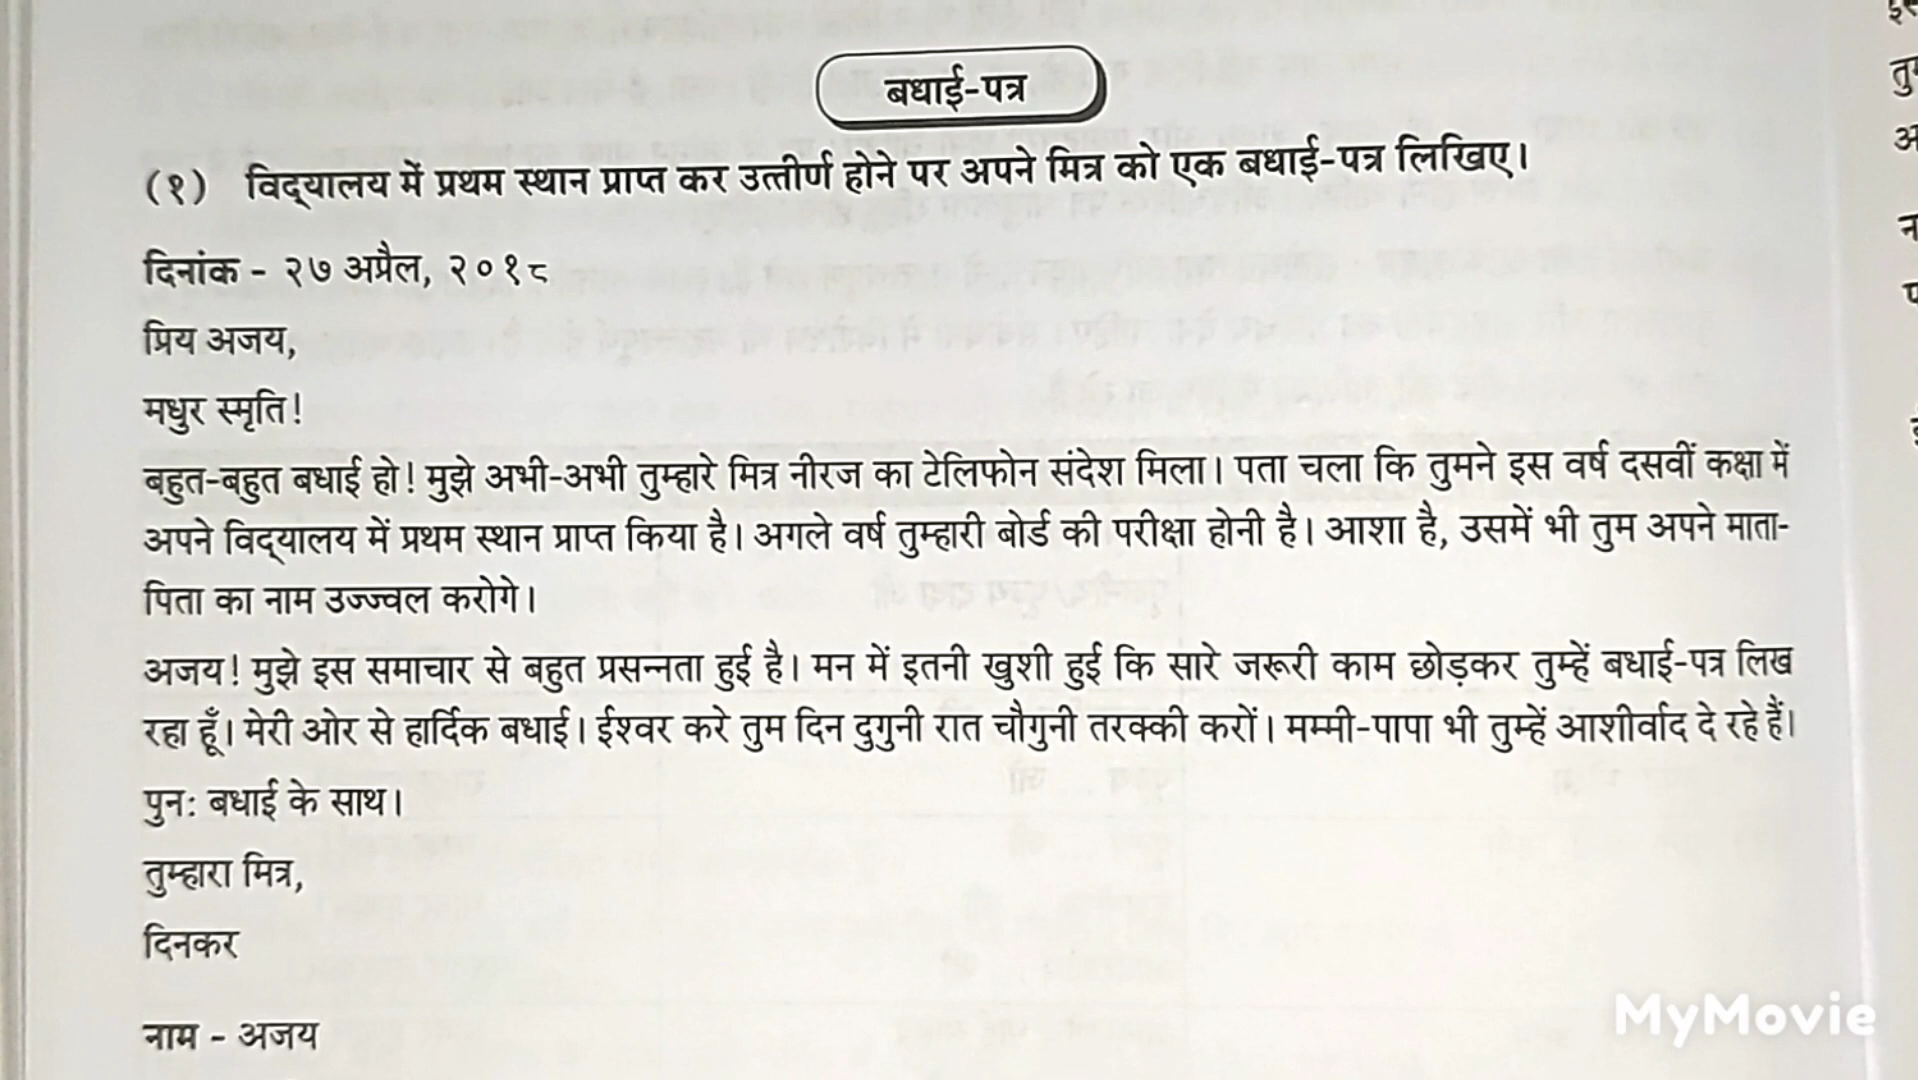 बधाई-पत्र
(१) विद्‌यालय में प्रथम स्थान प्राप्त कर उत्तीर्ण होने पर अपने मित्र को एक बधाई-पत्र लिखिए।
दिनांक - २७ अप्रैल, २०१८
प्रिय अजय,
मधुर स्मृति!
बहुत-बहुत बधाई हो! मुझे अभी-अभी तुम्हारे मित्र नीरज का टेलिफोन संदेश मिला। पता चला कि तुमने इस वर्ष दसवीं कक्षा में
अपने विद्‌यालय में प्रथम स्थान प्राप्त किया है। अगले वर्ष तुम्हारी बोर्ड की परीक्षा होनी है। आशा है, उसमें भी तुम अपने माता-
पिता का नाम उज्ज्वल करोगे।
अजय! मुझे इस समाचार से बहुत प्रसन्नता हुई है। मन में इतनी खुशी हुई कि सारे जरूरी काम छोड़कर तुम्हें बधाई-पत्र लिख
रहा हूँ। मेरी ओर से हार्दिक बधाई। ईश्वर करे तुम दिन दुगुनी रात चौगुनी तरक्की करों। मम्मी-पापा भी तुम्हें आशीर्वाद दे रहे हैं।
पुनः बधाई के साथ।
तुम्हारा मित्र,
दिनकर
नाम - अजय
MyMovie